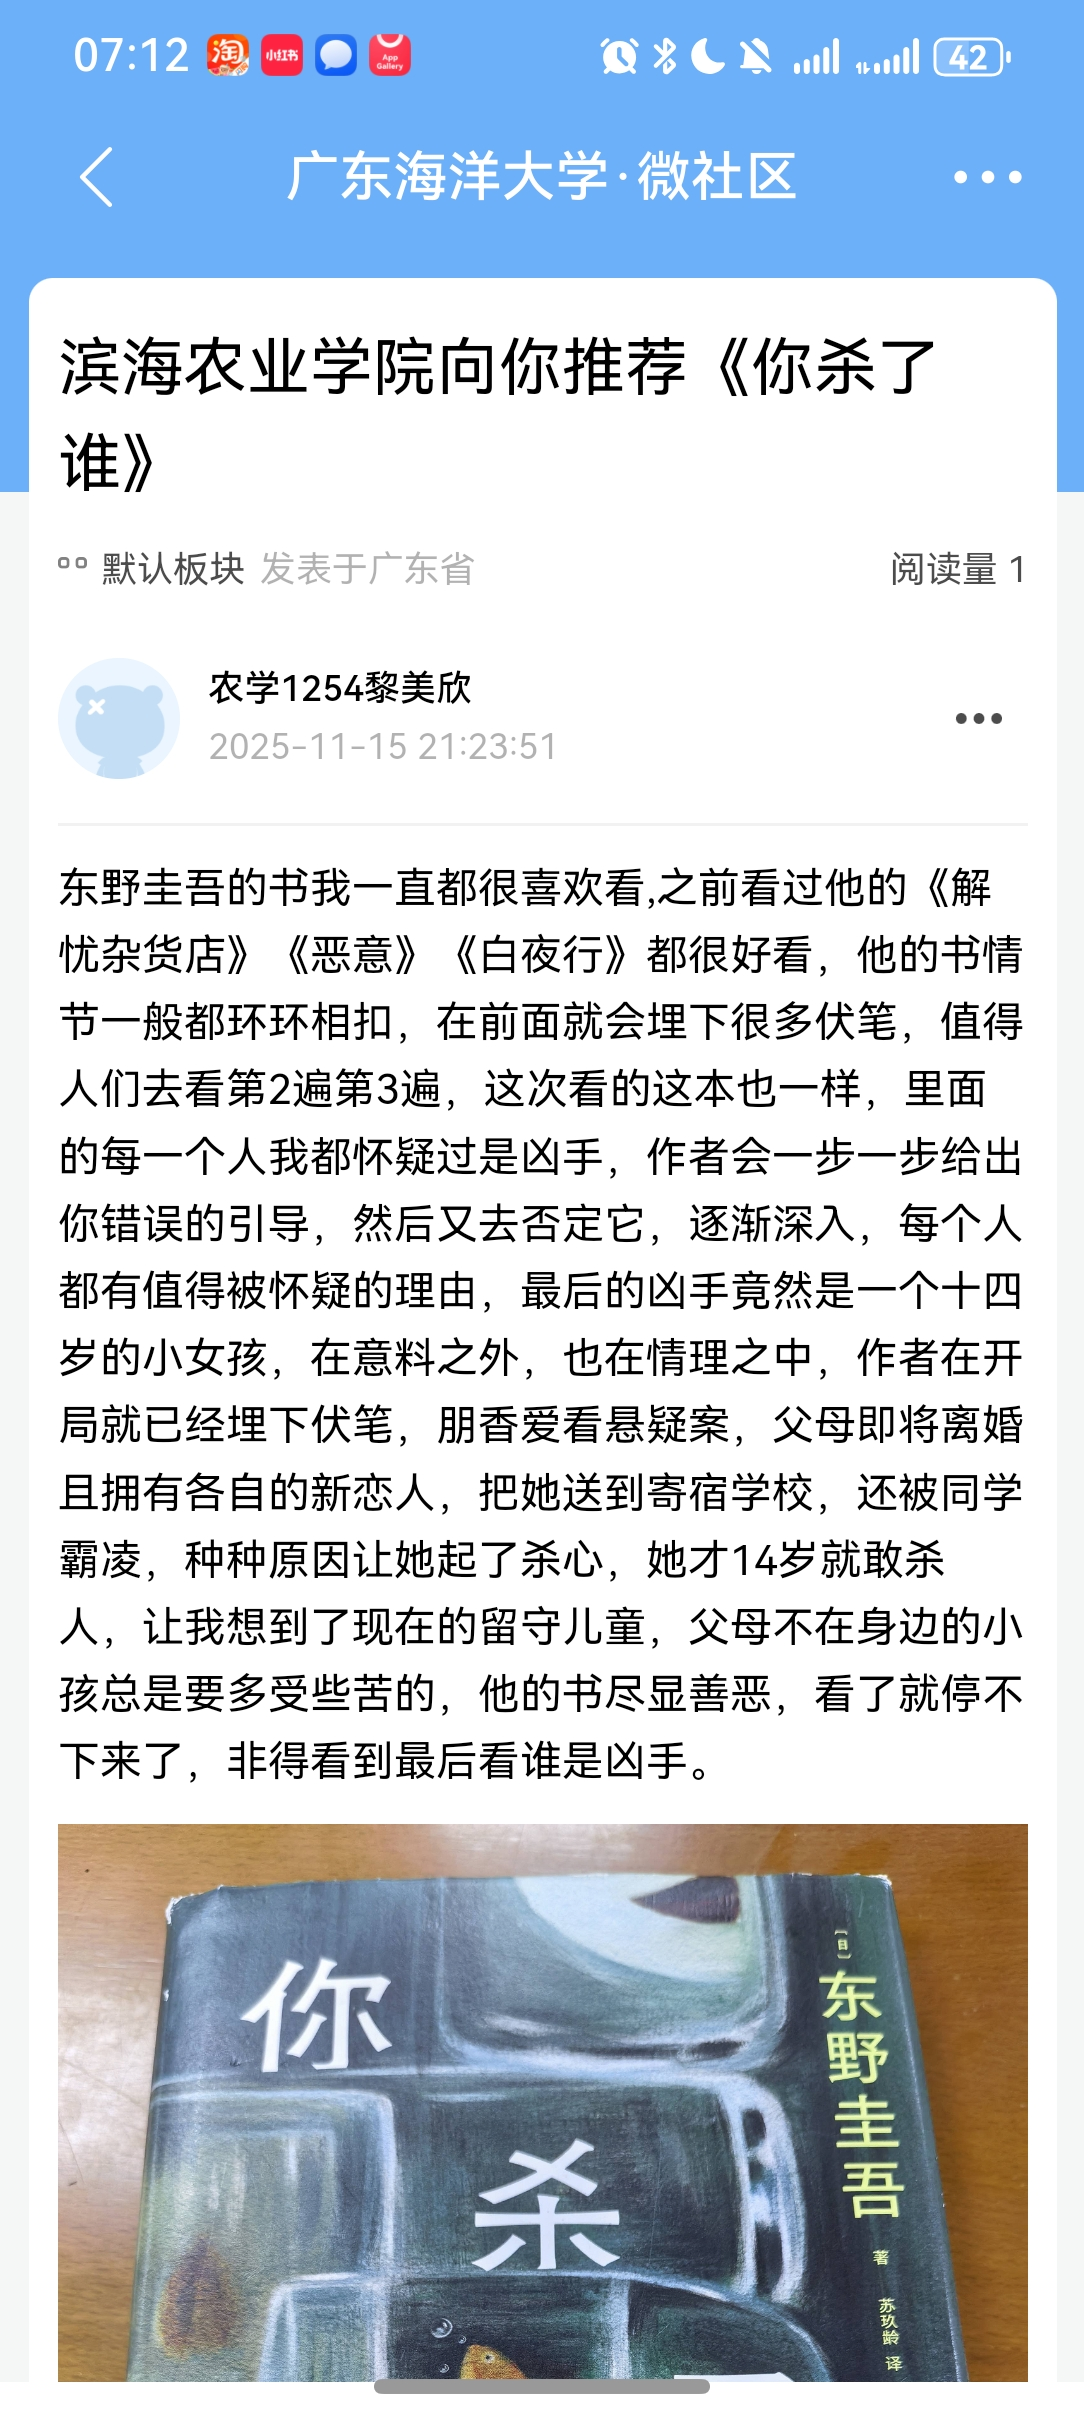 07:12
淘
小红书
App
Gallery
42
广东海洋大学·微社区
滨海农业学院向你推荐《你杀了
谁》
默认板块 发表于广东省
阅读量 1
农学1254黎美欣
2025-11-15 21:23:51
东野圭吾的书我一直都很喜欢看,之前看过他的《解
忧杂货店》《恶意》《白夜行》都很好看，他的书情
节一般都环环相扣，在前面就会埋下很多伏笔，值得
人们去看第2遍第3遍，这次看的这本也一样，里面
的每一个人我都怀疑过是凶手，作者会一步一步给出
你错误的引导，然后又去否定它，逐渐深入，每个人
都有值得被怀疑的理由，最后的凶手竟然是一个十四
岁的小女孩，在意料之外，也在情理之中，作者在开
局就已经埋下伏笔，朋香爱看悬疑案，父母即将离婚
且拥有各自的新恋人，把她送到寄宿学校，还被同学
霸凌，种种原因让她起了杀心，她才14岁就敢杀
人，让我想到了现在的留守儿童，父母不在身边的小
孩总是要多受些苦的，他的书尽显善恶，看了就停不
下来了，非得看到最后看谁是凶手。
你
杀
[日]
东野圭吾
著
苏玖龄 译